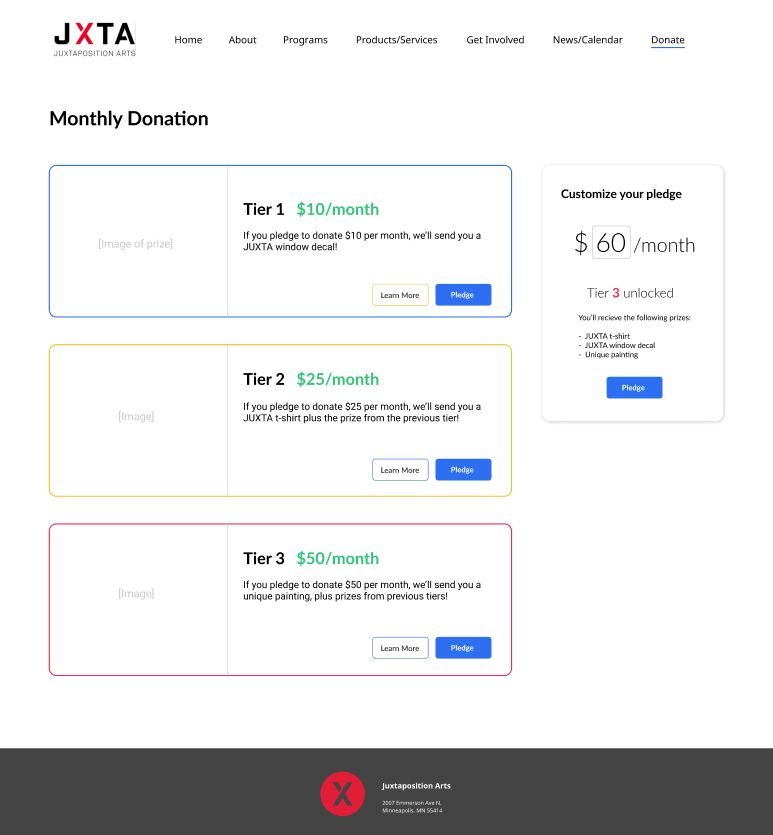 JXTA
JUXTAPOSITION ARTS
Home About Programs Products/Services Get Involved News/Calendar Donate
Monthly Donation
[Image of prize]
Tier 1 $10/month
If you pledge to donate $10 per month, we'll send you a
JUXTA window decal!
Learn More Pledge
[Image]
Tier 2 $25/month
If you pledge to donate $25 per month, we'll send you a
JUXTA t-shirt plus the prize from the previous tier!
Learn More Pledge
[Image]
Tier 3 $50/month
If you pledge to donate $50 per month, we'll send you a
unique painting, plus prizes from previous tiers!
Learn More Pledge
Customize your pledge
$ 60 /month
Tier 3 unlocked
You'll recieve the following prizes:
- JUXTA t-shirt
- JUXTA window decal
- Unique painting
Pledge
X
Juxtaposition Arts
2007 Emmerson Ave N.
Minneapolis, MN 55414